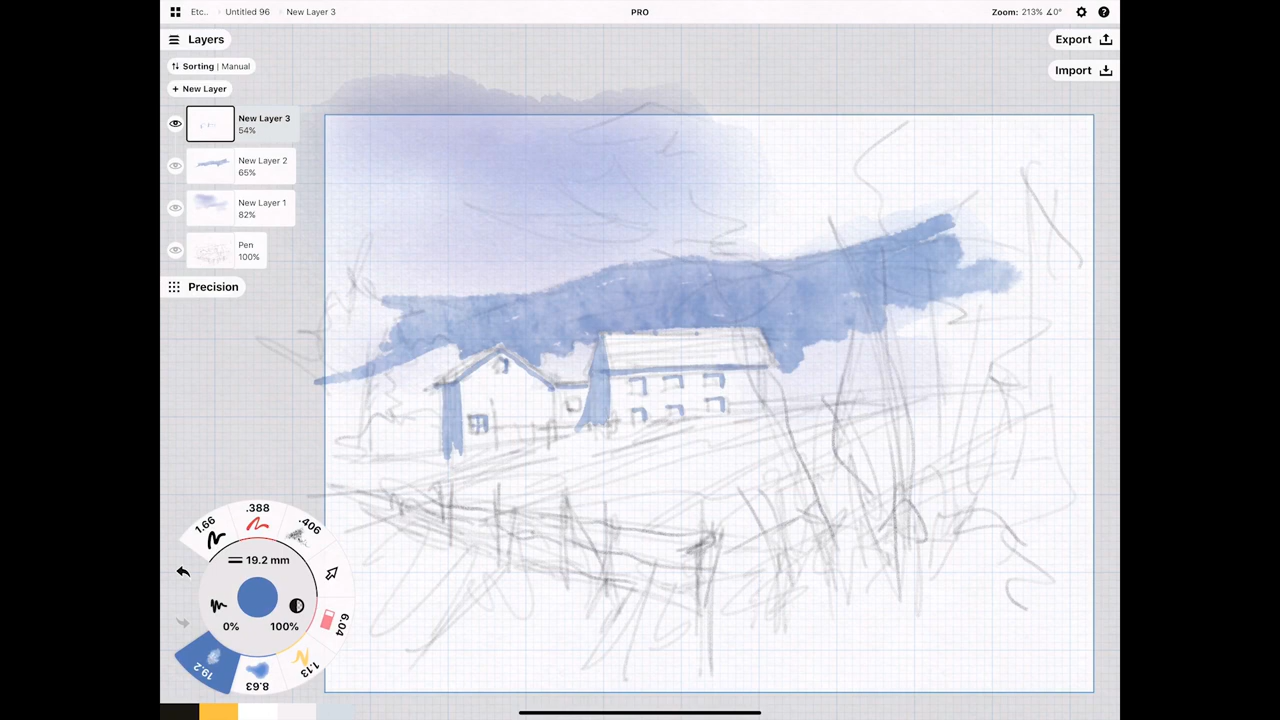 Etc.. Untitled 96 New Layer 3 PRO Zoom: 213% ∠0°
Layers
Export
Sorting | Manual
Import
+ New Layer
New Layer 3
54%
New Layer 2
65%
New Layer 1
82%
Pen
100%
Precision
.388
1.66
.406
19.2 mm
0%
100%
6.04
19.2
8.63
1.13